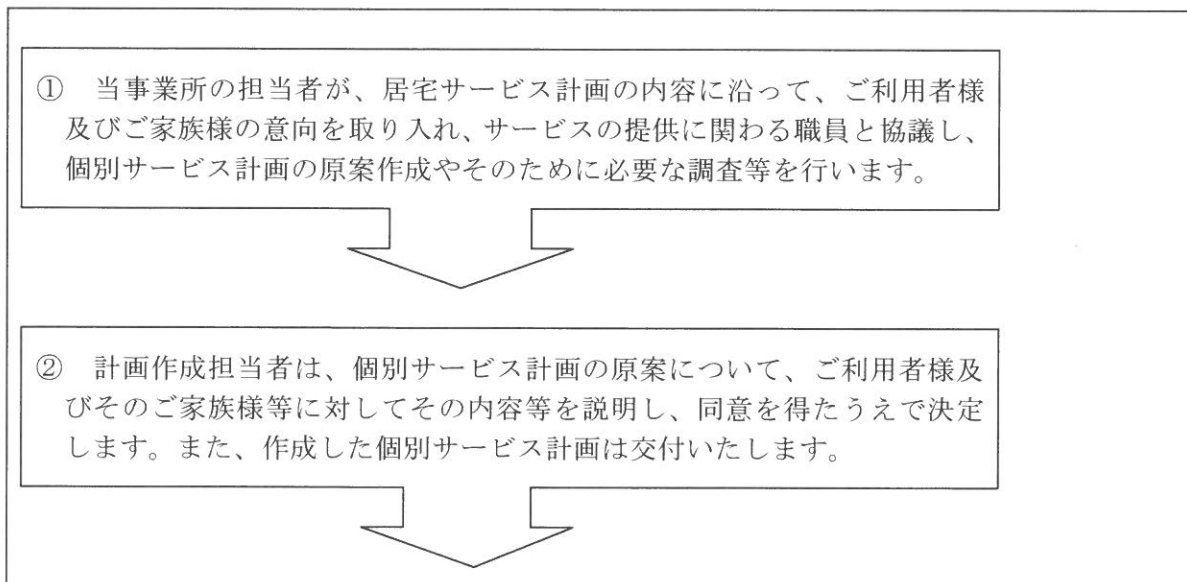 ① 当事業所の担当者が、居宅サービス計画の内容に沿って、ご利用者様
及びご家族様の意向を取り入れ、サービスの提供に関わる職員と協議し、
個別サービス計画の原案作成やそのために必要な調査等を行います。
② 計画作成担当者は、個別サービス計画の原案について、ご利用者様及
びそのご家族様等に対してその内容等を説明し、同意を得たうえで決定
します。また、作成した個別サービス計画は交付いたします。